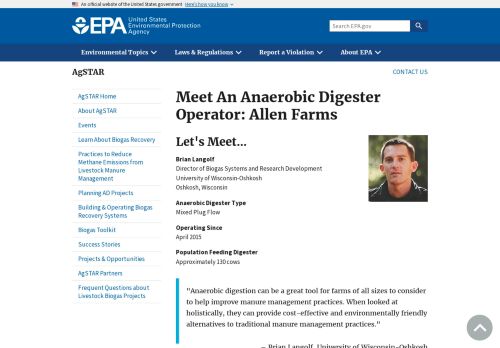 An official website of the United States government Here's how you know
EPA United States Environmental Protection Agency
Search EPA.gov
Environmental Topics
Laws & Regulations
Report a Violation
About EPA
AgSTAR
CONTACT US
AgSTAR Home
About AgSTAR
Events
Learn About Biogas Recovery
Practices to Reduce
Methane Emissions from
Livestock Manure
Management
Planning AD Projects
Building & Operating Biogas
Recovery Systems
Biogas Toolkit
Success Stories
Projects & Opportunities
AgSTAR Partners
Frequent Questions about
Livestock Biogas Projects
Meet An Anaerobic Digester
Operator: Allen Farms
Let's Meet...
Brian Langolf
Director of Biogas Systems and Research Development
University of Wisconsin-Oshkosh
Oshkosh, Wisconsin
Anaerobic Digester Type
Mixed Plug Flow
Operating Since
April 2015
Population Feeding Digester
Approximately 130 cows
"Anaerobic digestion can be a great tool for farms of all sizes to consider
to help improve manure management practices. When looked at
holistically, they can provide cost-effective and environmentally friendly
alternatives to traditional manure management practices."
– Brian Langolf, University of Wisconsin-Oshkosh